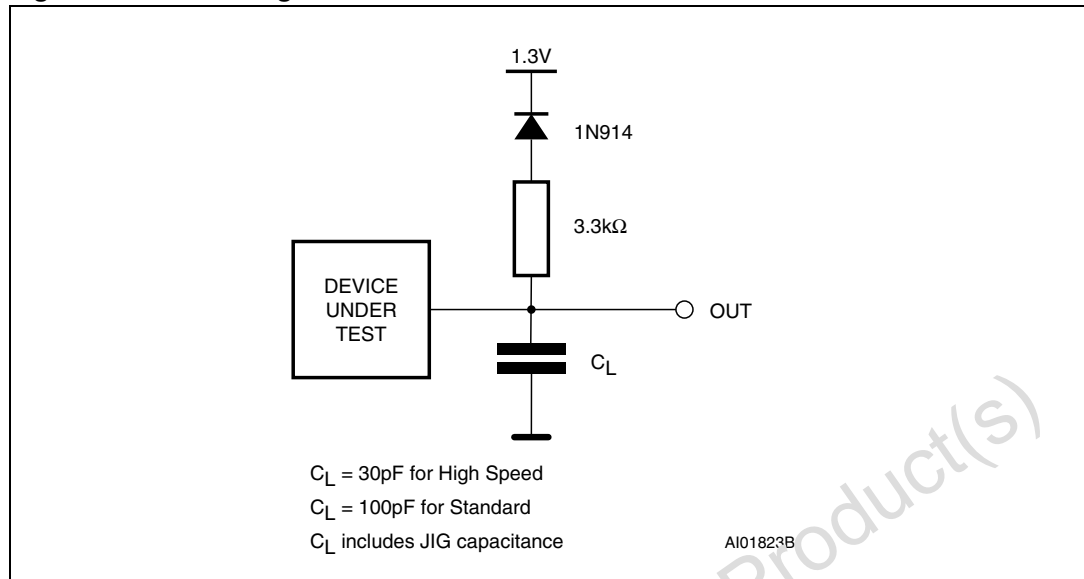 1.3V
1N914
3.3kΩ
DEVICE
UNDER
TEST
OUT
CL
CL = 30pF for High Speed
CL = 100pF for Standard
CL includes JIG capacitance
AI01823B
Product(s)